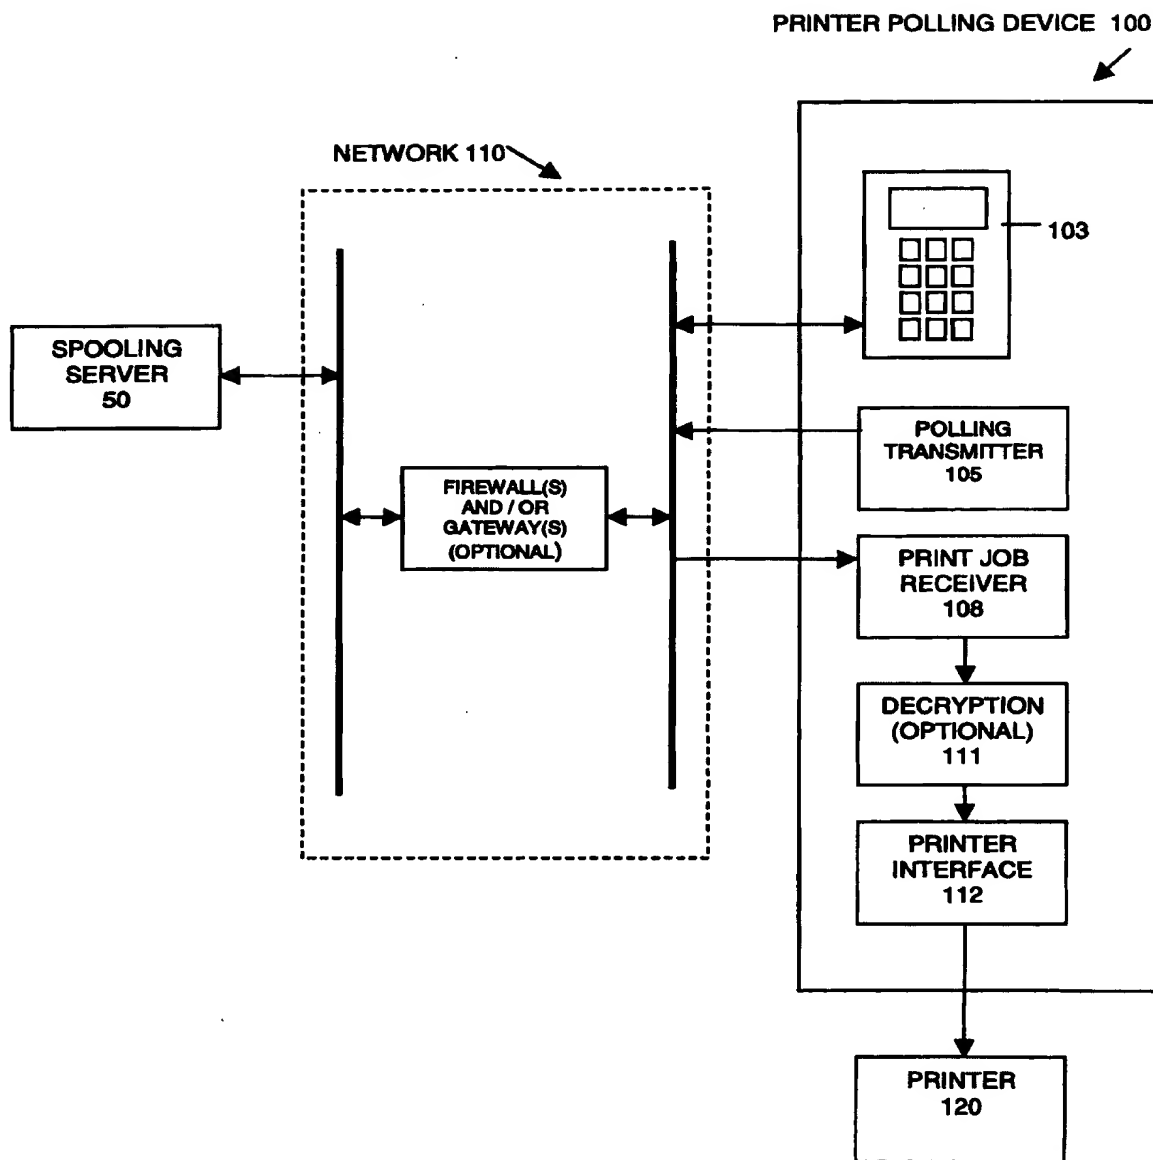 PRINTER POLLING DEVICE 100
NETWORK 110
103
SPOOLING
SERVER
50
POLLING
TRANSMITTER
105
FIREWALL(S)
AND / OR
GATEWAY(S)
(OPTIONAL)
PRINT JOB
RECEIVER
108
DECRYPTION
(OPTIONAL)
111
PRINTER
INTERFACE
112
PRINTER
120